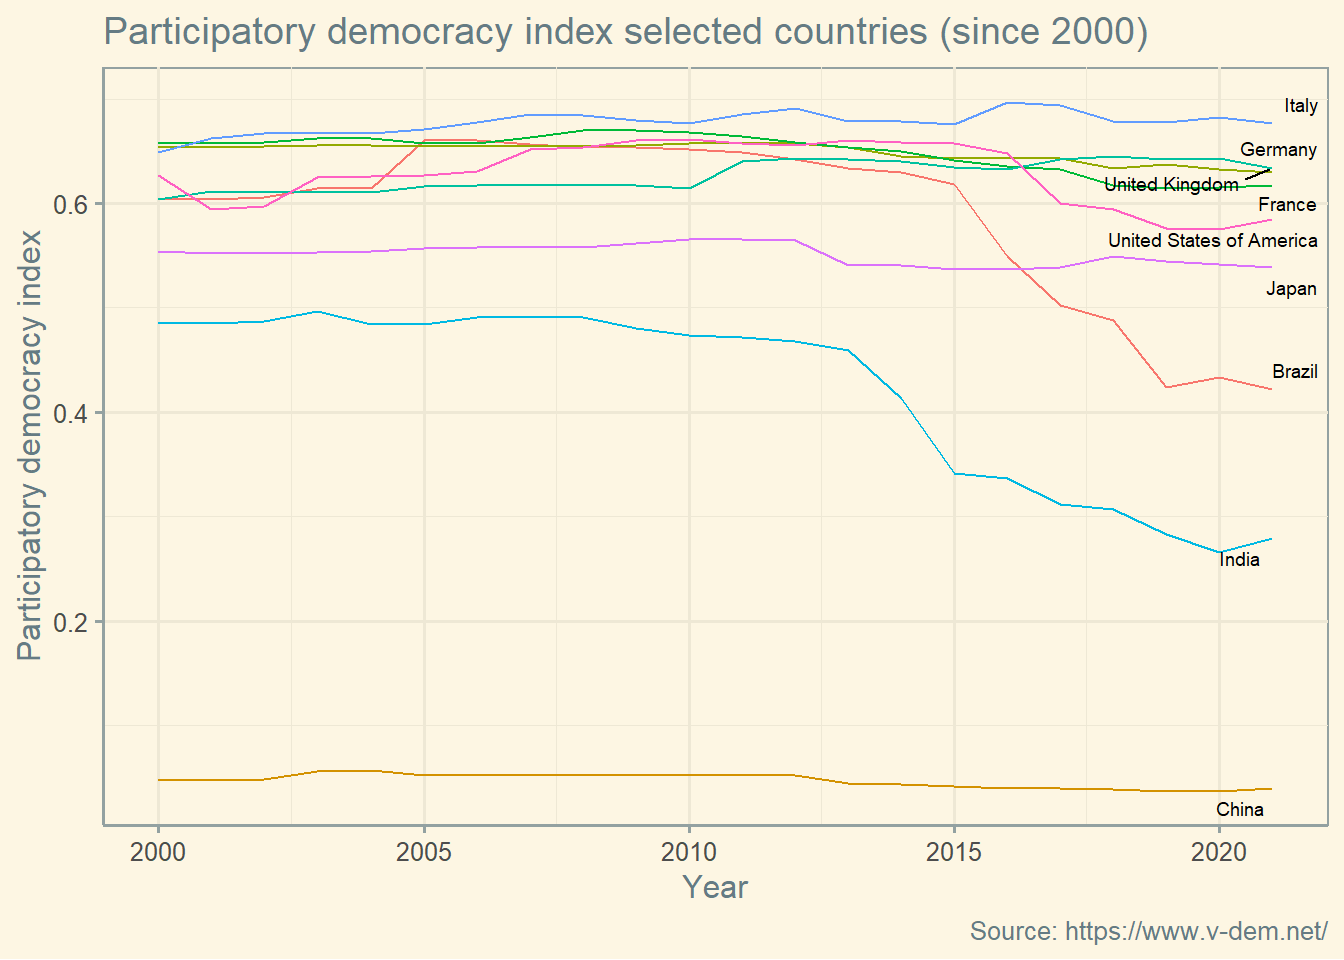 Participatory democracy index selected countries (since 2000)
Participatory democracy index
0.6
0.4
0.2
Italy
Germany
United Kingdom
France
United States of America
Japan
Brazil
India
China
2000 2005 2010 2015 2020
Year
Source: https://www.v-dem.net/